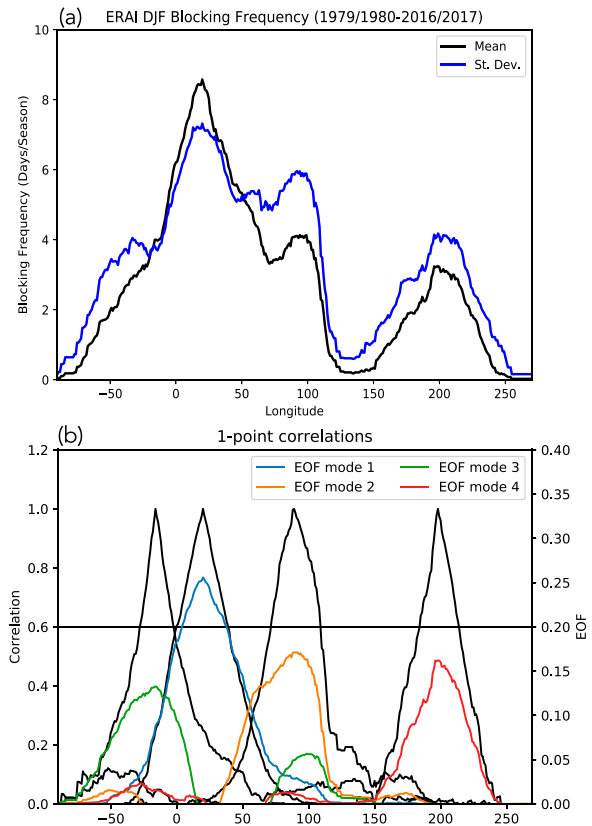 (a)
ERAI DJF Blocking Frequency (1979/1980-2016/2017)
Mean
St. Dev.
Blocking Frequency (Days/Season)
10
8
6
4
2
0
−50 0 50 100 150 200 250
Longitude
(b)
1-point correlations
EOF mode 1
EOF mode 2
EOF mode 3
EOF mode 4
Correlation
1.2
1.0
0.8
0.6
0.4
0.2
0.0
0.40
0.35
0.30
0.25
0.20
0.15
0.10
0.05
0.00
EOF
−50 0 50 100 150 200 250